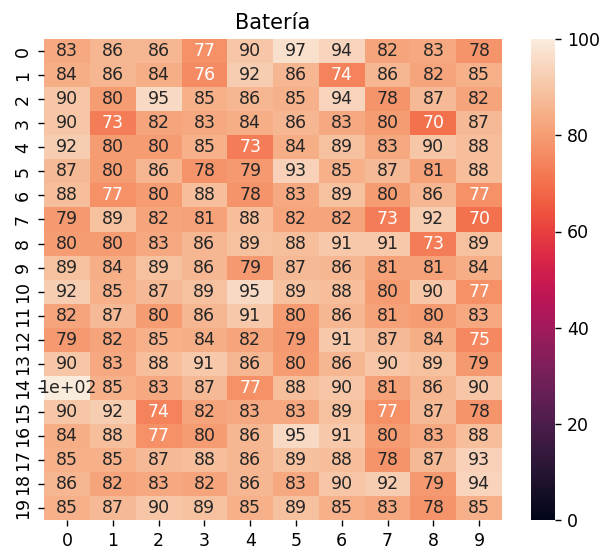 Batería
0 83 86 86 77 90 97 94 82 83 78
1 84 86 84 76 92 86 74 86 82 85
2 90 80 95 85 86 85 94 78 87 82
3 90 73 82 83 84 86 83 80 70 87
4 92 80 80 85 73 84 89 83 90 88
5 87 80 86 78 79 93 85 87 81 88
6 88 77 80 88 78 83 89 80 86 77
7 79 89 82 81 88 82 82 73 92 70
8 80 80 83 86 89 88 91 91 73 89
9 89 84 89 86 79 87 86 81 81 84
10 92 85 87 89 95 89 88 80 90 77
11 82 87 80 86 91 80 86 81 80 83
12 79 82 85 84 82 79 91 87 84 75
13 90 83 88 91 86 80 86 90 89 79
14 1e+02 85 83 87 77 88 90 81 86 90
15 90 92 74 82 83 83 89 77 87 78
16 84 88 77 80 86 95 91 80 83 88
17 85 85 87 88 86 89 88 78 87 93
18 86 82 83 82 86 83 90 92 79 94
19 85 87 90 89 85 89 85 83 78 85
0 1 2 3 4 5 6 7 8 9
100
80
60
40
20
0